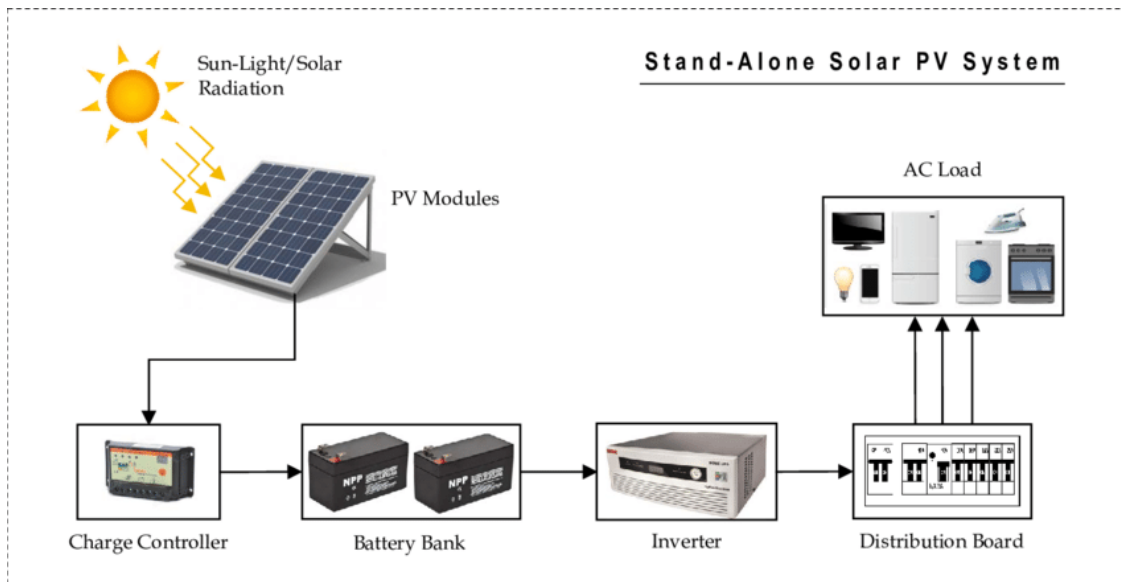 Sun-Light/Solar
Radiation
Stand-Alone Solar PV System
PV Modules
AC Load
NPP
NPP
Charge Controller
Battery Bank
Inverter
Distribution Board